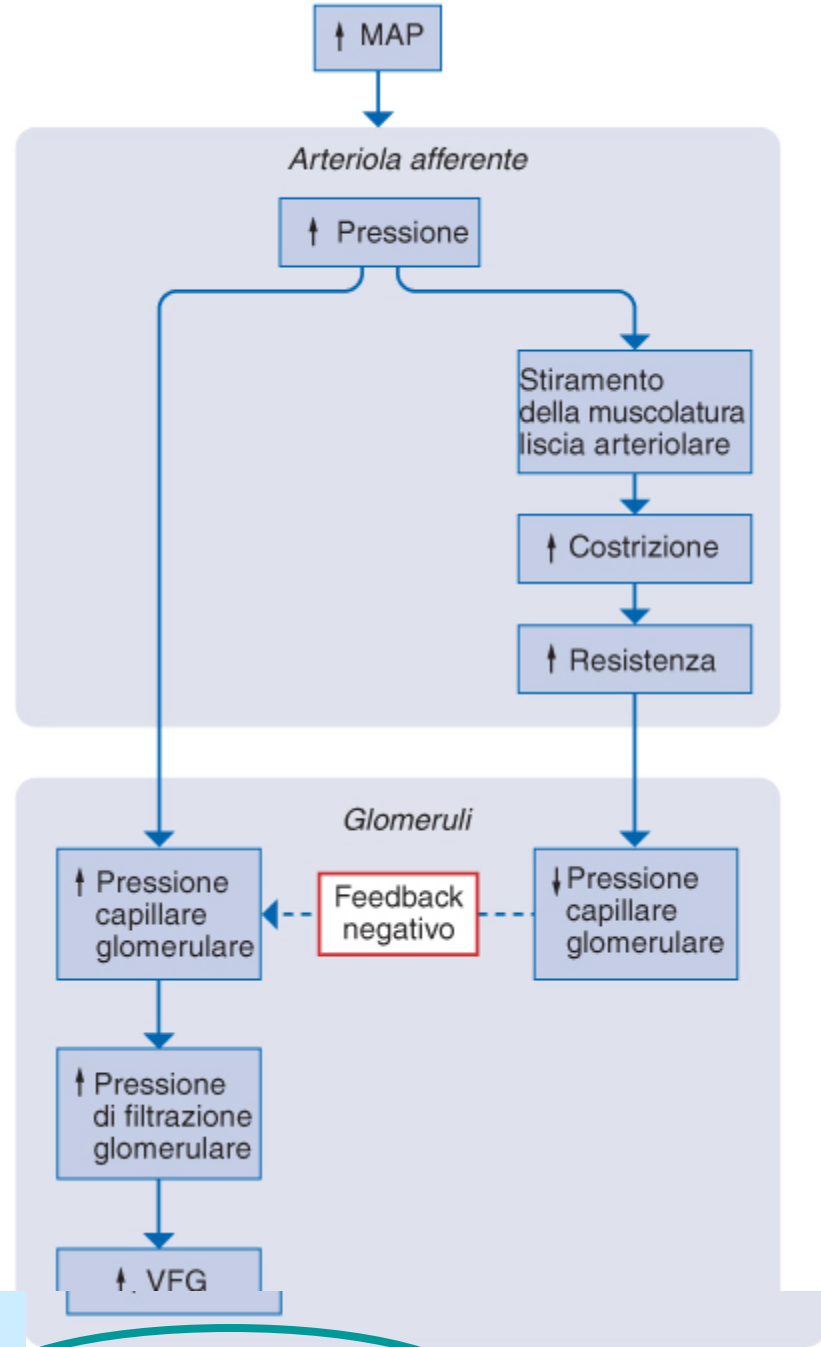 ↑ MAP
Arteriola afferente
↑ Pressione
Stiramento
della muscolatura
liscia arteriolare
↑ Costrizione
↑ Resistenza
Glomeruli
↑ Pressione
capillare
glomerulare
Feedback
negativo
↓ Pressione
capillare
glomerulare
↑ Pressione
di filtrazione
glomerulare
↑ VFG